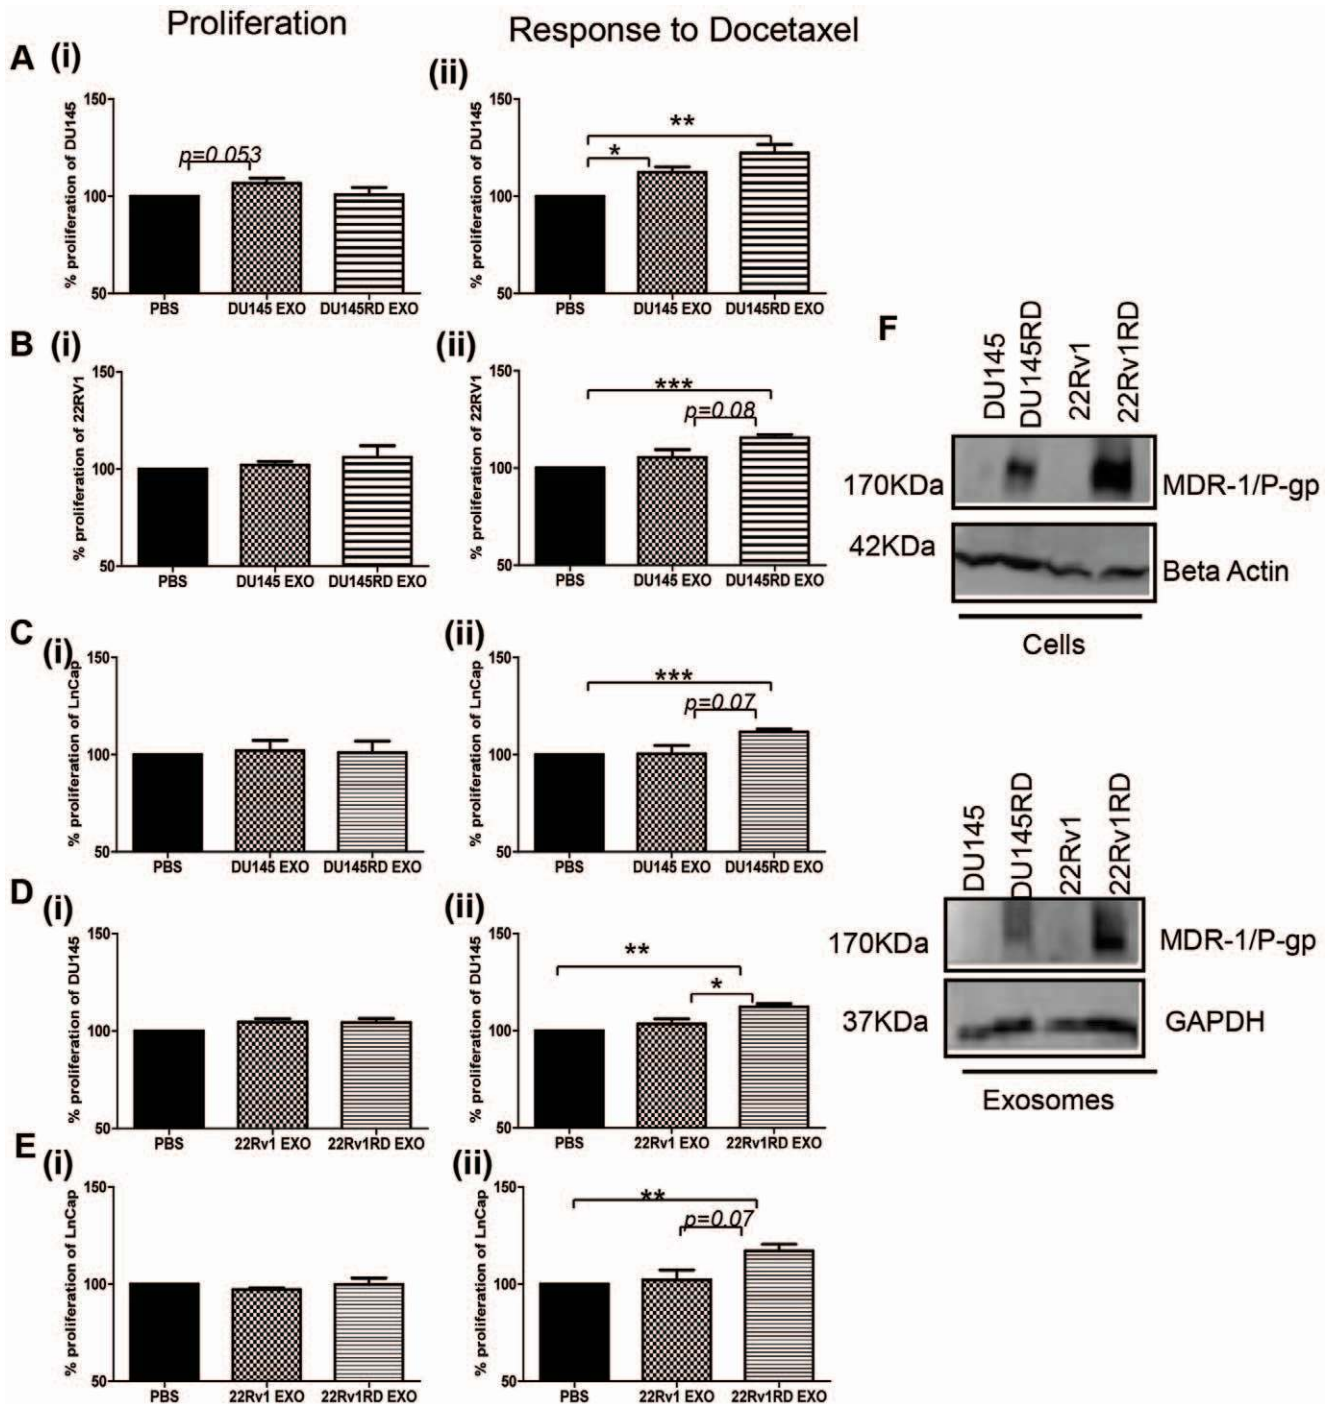 Proliferation
Response to Docetaxel
A (i)
% proliferation of DU145
150
100
50
p=0.053
PBS
DU145 EXO
DU145RD EXO
(ii)
% proliferation of DU145
150
100
50
*
**
PBS
DU145 EXO
DU145RD EXO
B (i)
% proliferation of 22RV1
150
100
50
PBS
DU145 EXO
DU145RD EXO
(ii)
% proliferation of 22RV1
150
100
50
***
p=0.08
PBS
DU145 EXO
DU145RD EXO
C (i)
% proliferation of LnCap
150
100
50
PBS
DU145 EXO
DU145RD EXO
(ii)
% proliferation of LnCap
150
100
50
***
p=0.07
PBS
DU145 EXO
DU145RD EXO
D (i)
% proliferation of DU145
150
100
50
PBS
22Rv1 EXO
22Rv1RD EXO
(ii)
% proliferation of DU145
150
100
50
**
*
PBS
22Rv1 EXO
22Rv1RD EXO
E (i)
% proliferation of LnCap
150
100
50
PBS
22Rv1 EXO
22Rv1RD EXO
(ii)
% proliferation of LnCap
150
100
50
**
p=0.07
PBS
22Rv1 EXO
22Rv1RD EXO
F
DU145
DU145RD
22Rv1
22Rv1RD
170KDa
MDR-1/P-gp
42KDa
Beta Actin
Cells
DU145
DU145RD
22Rv1
22Rv1RD
170KDa
MDR-1/P-gp
37KDa
GAPDH
Exosomes